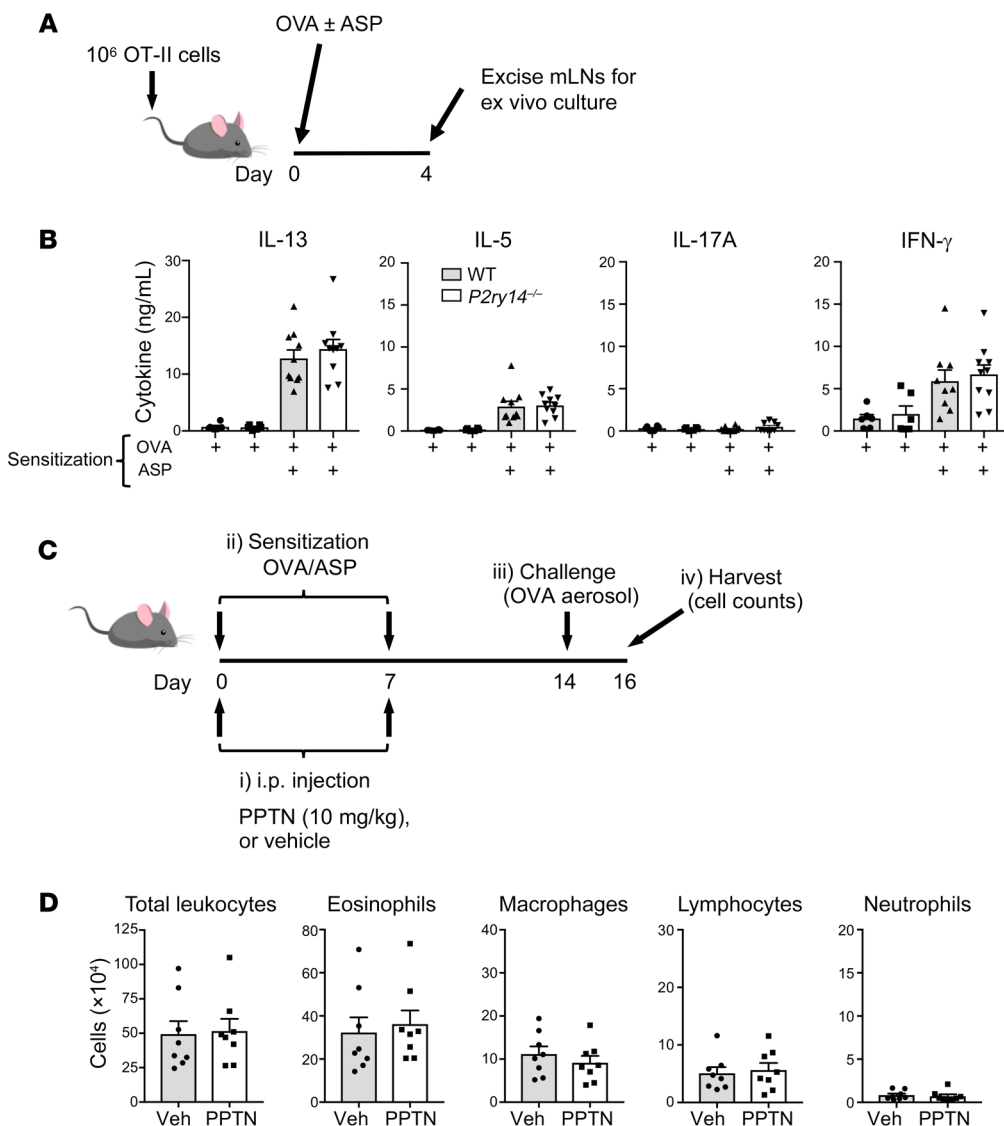 A
10⁶ OT-II cells
OVA ± ASP
Excise mLNs for
ex vivo culture
Day 0 4
B
IL-13 IL-5 IL-17A IFN-γ
Cytokine (ng/mL)
30
20
10
0
20
15
10
5
0
WT
P2ry14⁻/⁻
20
15
10
5
0
20
15
10
5
0
Sensitization
OVA + + + + + + + + + + + + + + + +
ASP + + + + + + + +
C
ii) Sensitization
OVA/ASP
iii) Challenge
(OVA aerosol)
iv) Harvest
(cell counts)
Day 0 7 14 16
i) i.p. injection
PPTN (10 mg/kg),
or vehicle
D
Total leukocytes Eosinophils Macrophages Lymphocytes Neutrophils
Cells (×10⁴)
125
100
75
50
25
0
80
60
40
20
0
40
30
20
10
0
30
20
10
0
20
15
10
5
0
Veh PPTN Veh PPTN Veh PPTN Veh PPTN Veh PPTN